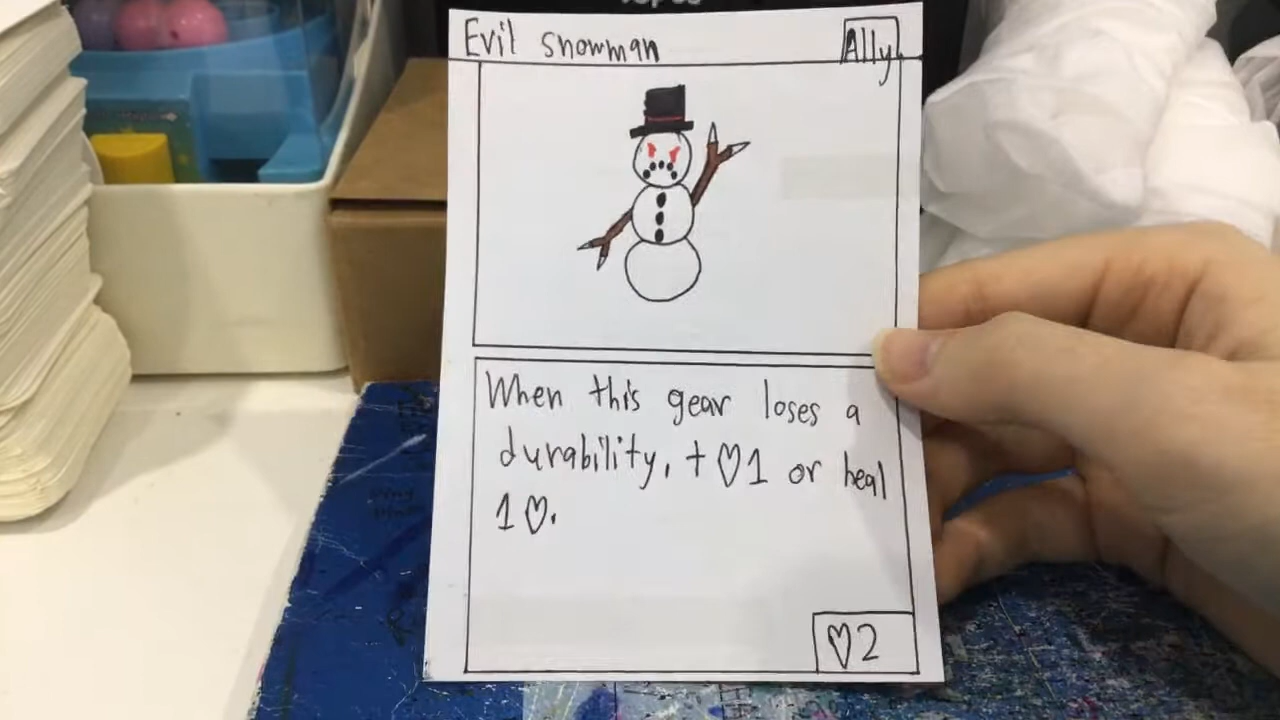 Evil snowman
Ally
When this gear loses a
durability, +♡1 or heal
1♡.
♡2